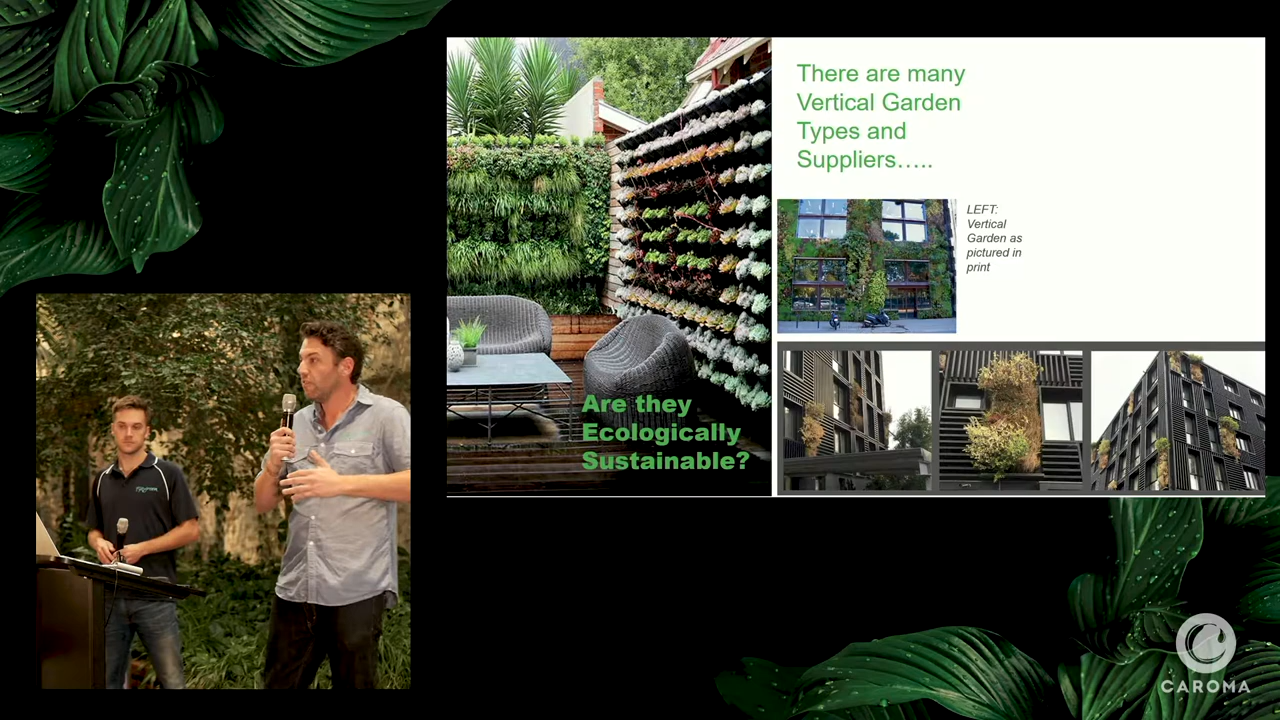 There are many
Vertical Garden
Types and
Suppliers…..
LEFT:
Vertical
Garden as
pictured in
print
Are they
Ecologically
Sustainable?
CAROMA